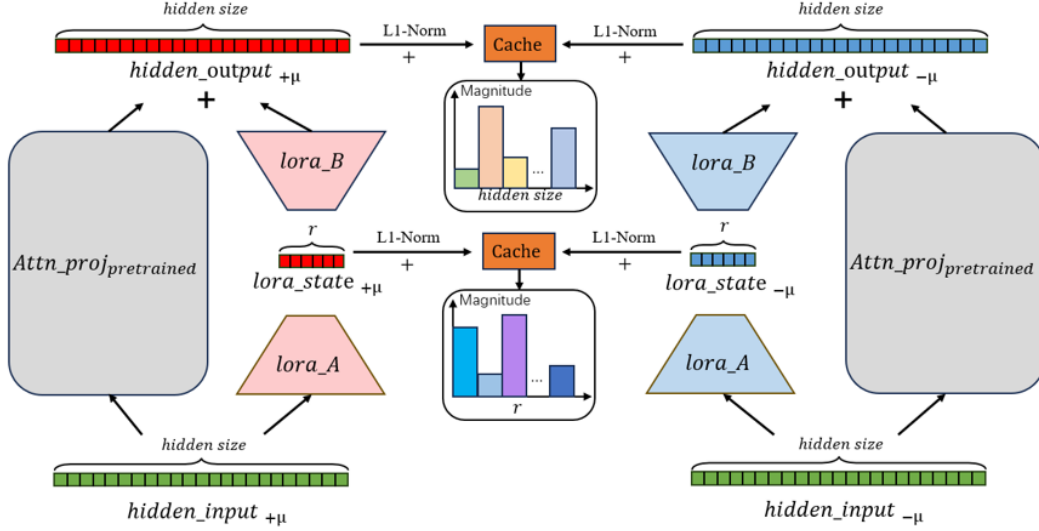 hidden size
hidden size
L1-Norm
+
Cache
L1-Norm
+
hidden_output +μ
hidden_output −μ
+
+
Magnitude
...
hidden size
lora_B
lora_B
Attn_proj pretrained
Attn_proj pretrained
r
r
L1-Norm
+
Cache
L1-Norm
+
lora_state +μ
lora_state −μ
Magnitude
...
r
lora_A
lora_A
hidden size
hidden size
hidden_input +μ
hidden_input −μ